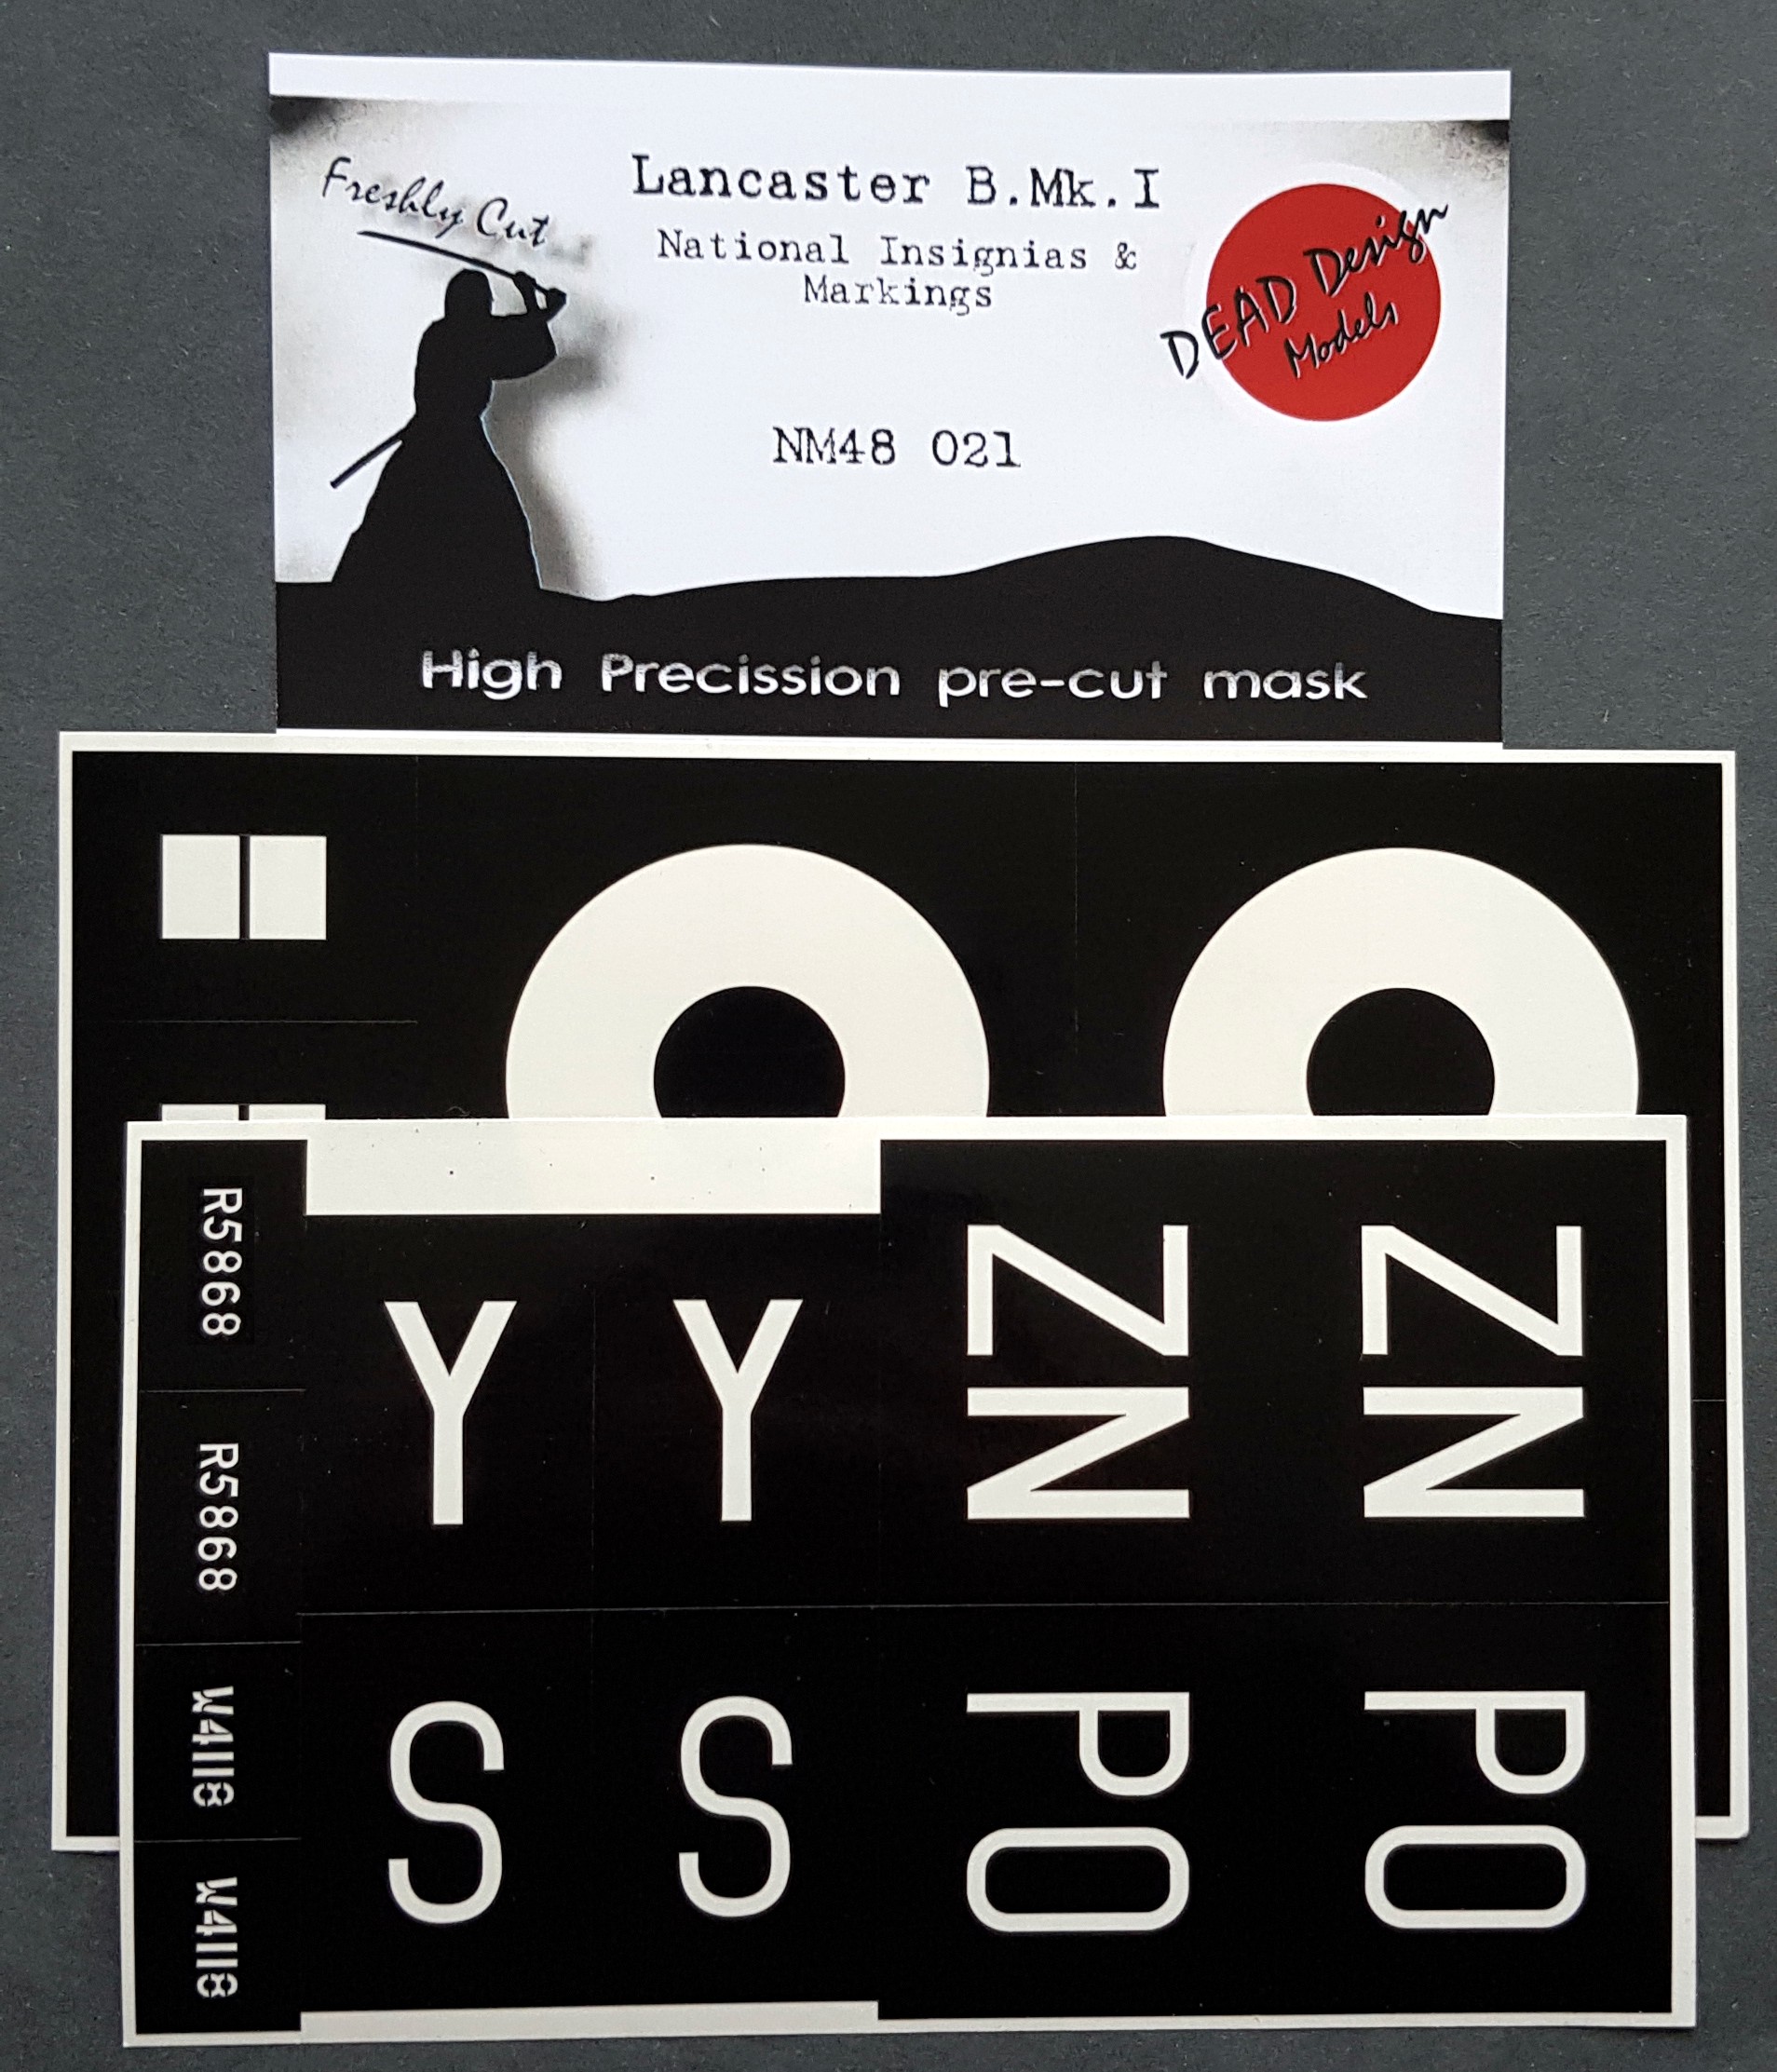 Freshly Cut
Lancaster B.Mk.I
National Insignias &
Markings
DEAD Design
Models
NM48 021
High Precission pre-cut mask
R5868
R5868
W4118
W4118
Y
Y
ZN
ZN
S
S
PO
PO